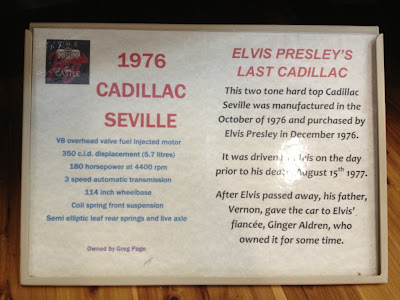 CATTLE
1976
CADILLAC
SEVILLE
V8 overhead valve fuel injected motor
350 c.i.d. displacement (5.7 litres)
180 horsepower at 4400 rpm
3 speed automatic transmission
114 inch wheelbase
Coil spring front suspension
Semi elliptic leaf rear springs and live axle
Owned by Greg Page
ELVIS PRESLEY'S
LAST CADILLAC
This two tone hard top Cadillac
Seville was manufactured in the
October of 1976 and purchased by
Elvis Presley in December 1976.
It was driven Elvis on the day
prior to his August 15th 1977.
After Elvis passed away, his father,
Vernon, gave the car to Elvis'
fiancée, Ginger Aldren, who
owned it for some time.